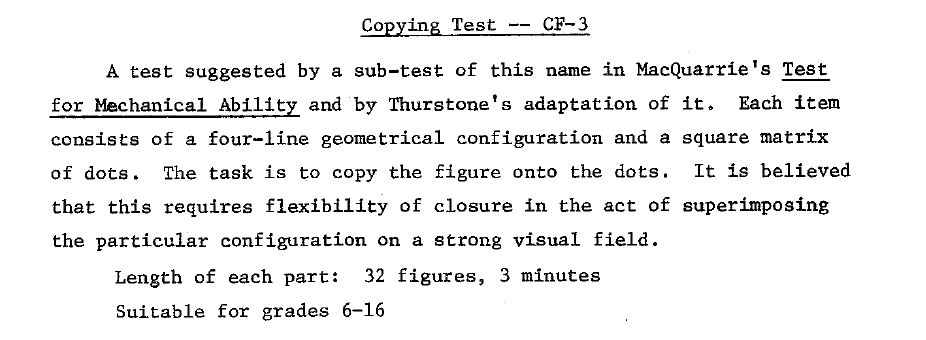 Copying Test -- CF-3
A test suggested by a sub-test of this name in MacQuarrie's Test
for Mechanical Ability and by Thurstone's adaptation of it. Each item
consists of a four-line geometrical configuration and a square matrix
of dots. The task is to copy the figure onto the dots. It is believed
that this requires flexibility of closure in the act of superimposing
the particular configuration on a strong visual field.
Length of each part: 32 figures, 3 minutes
Suitable for grades 6-16